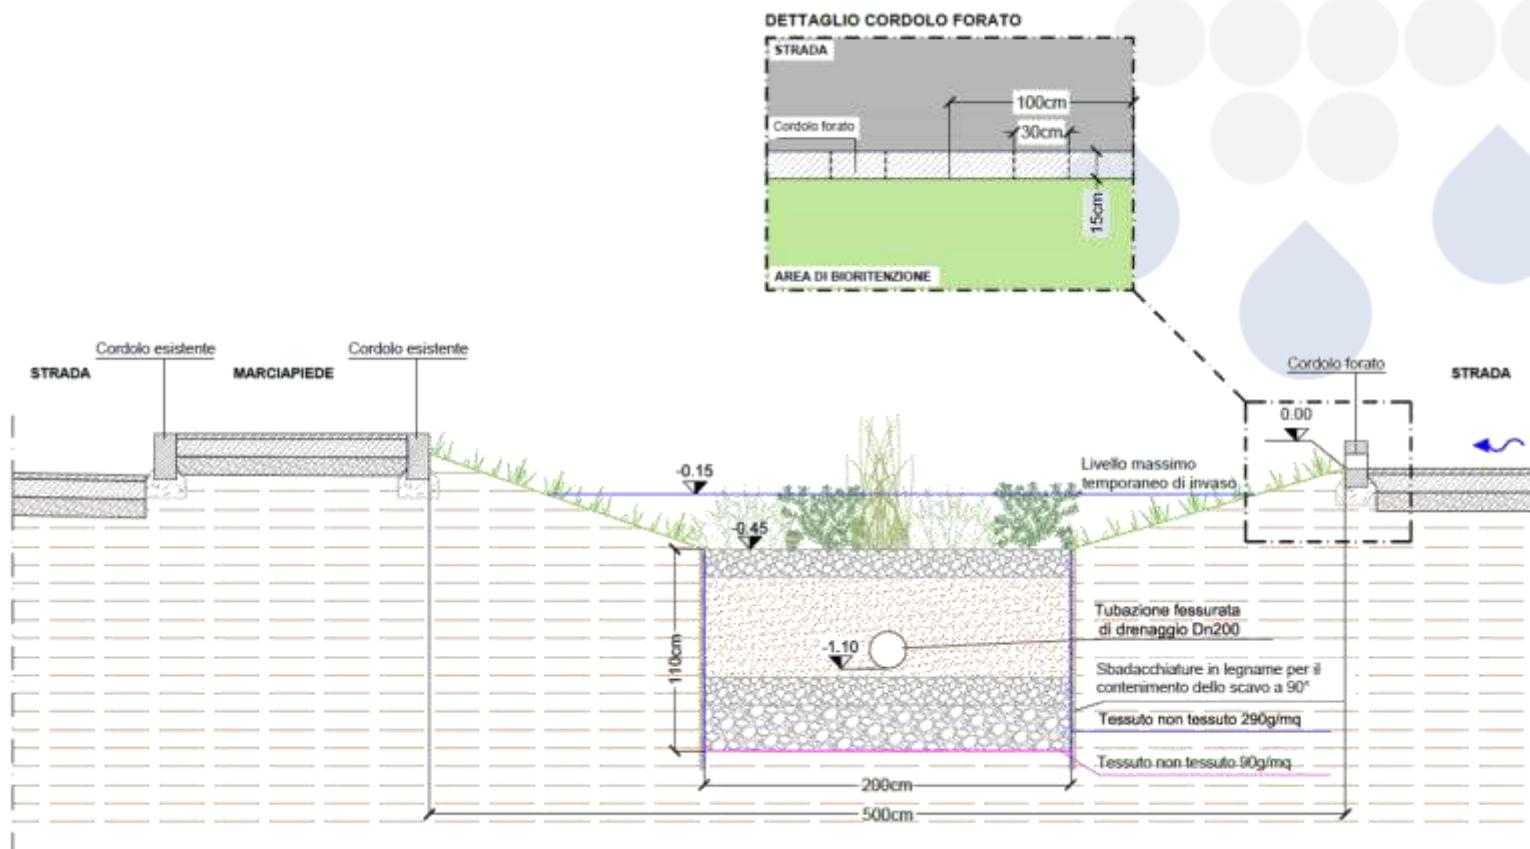 DETTAGLIO CORDOLO FORATO
STRADA
100cm
Cordolo forato
30cm
15cm
AREA DI BIORITENZIONE
Cordolo esistente
Cordolo esistente
Cordolo forato
STRADA
MARCIAPIEDE
STRADA
0.00
-0.15
Livello massimo
temporaneo di invaso
-0.45
Tubazione fessurata
di drenaggio Dn200
-1.10
110cm
Sbadacchiature in legname per il
contenimento dello scavo a 90°
Tessuto non tessuto 290g/mq
Tessuto non tessuto 90g/mq
200cm
500cm